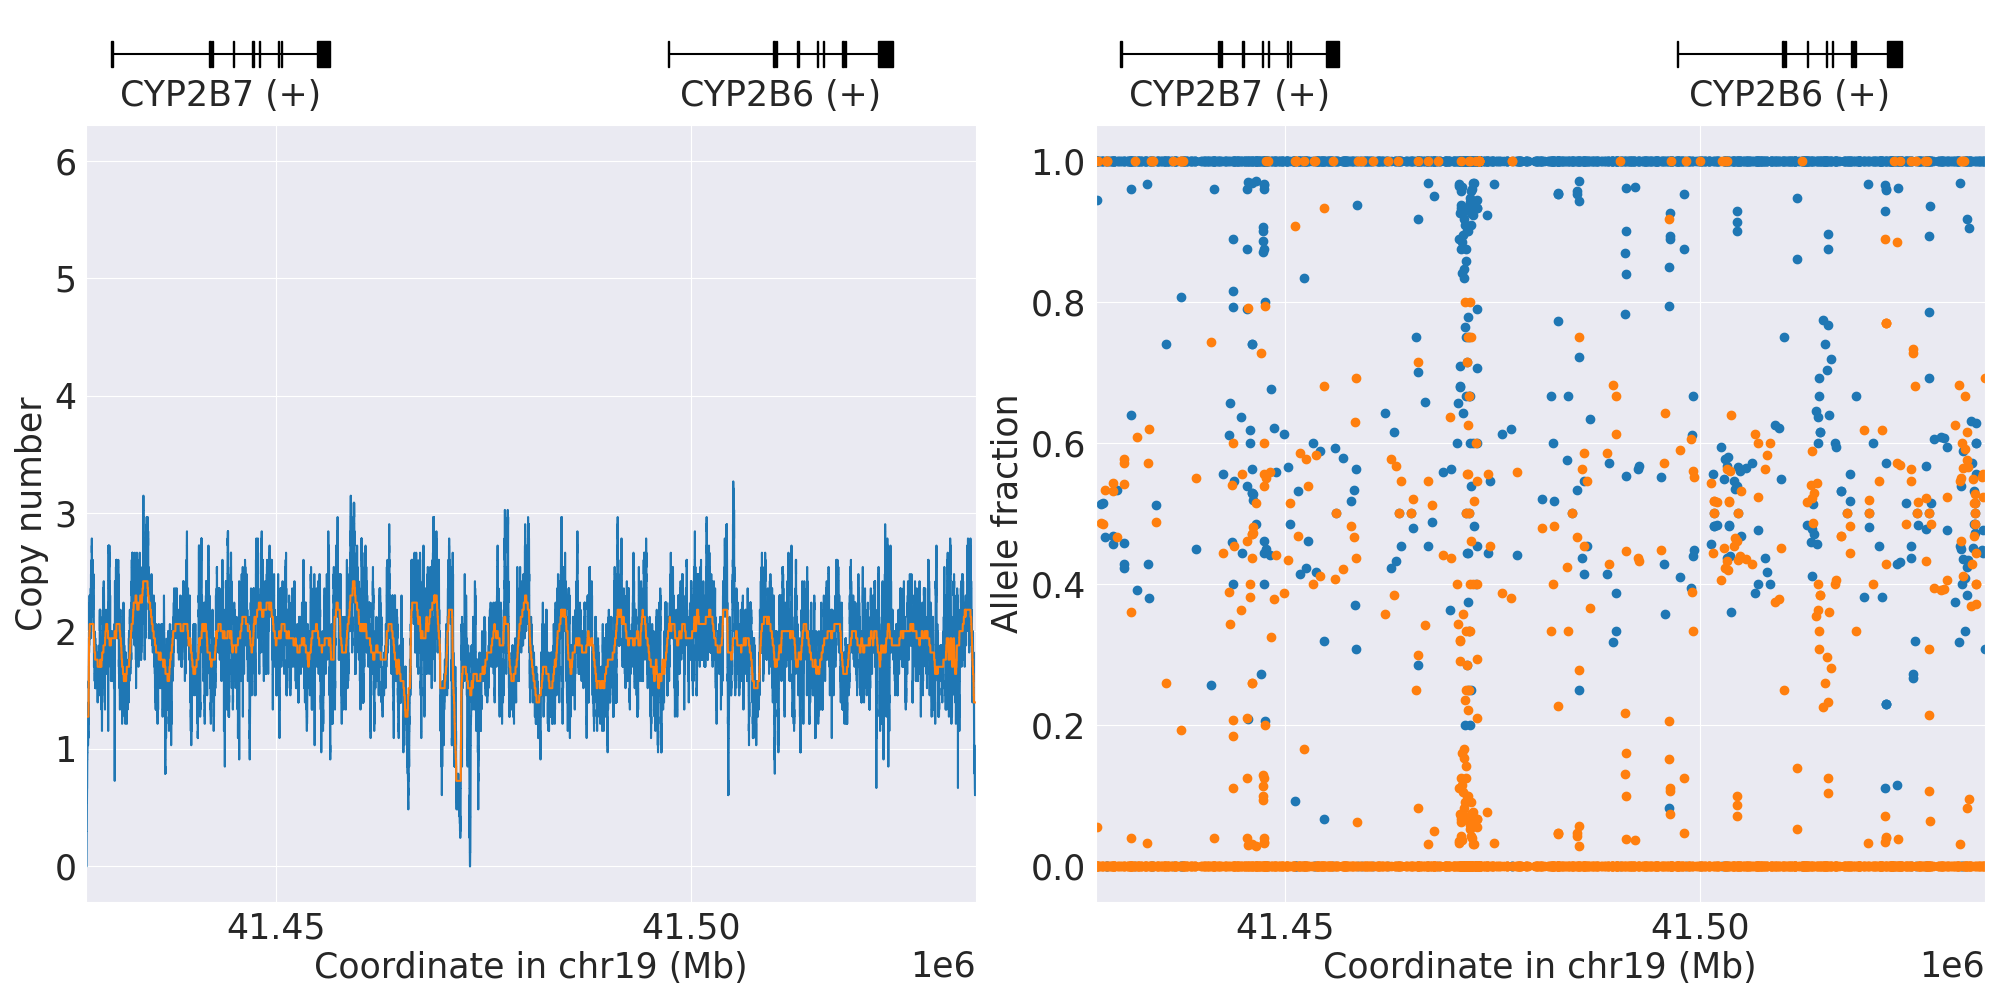 CYP2B7 (+) CYP2B6 (+)
6
5
4
3
2
1
0
Copy number
41.45 41.50
Coordinate in chr19 (Mb) 1e6
CYP2B7 (+) CYP2B6 (+)
1.0
0.8
0.6
0.4
0.2
0.0
Allele fraction
41.45 41.50
Coordinate in chr19 (Mb) 1e6